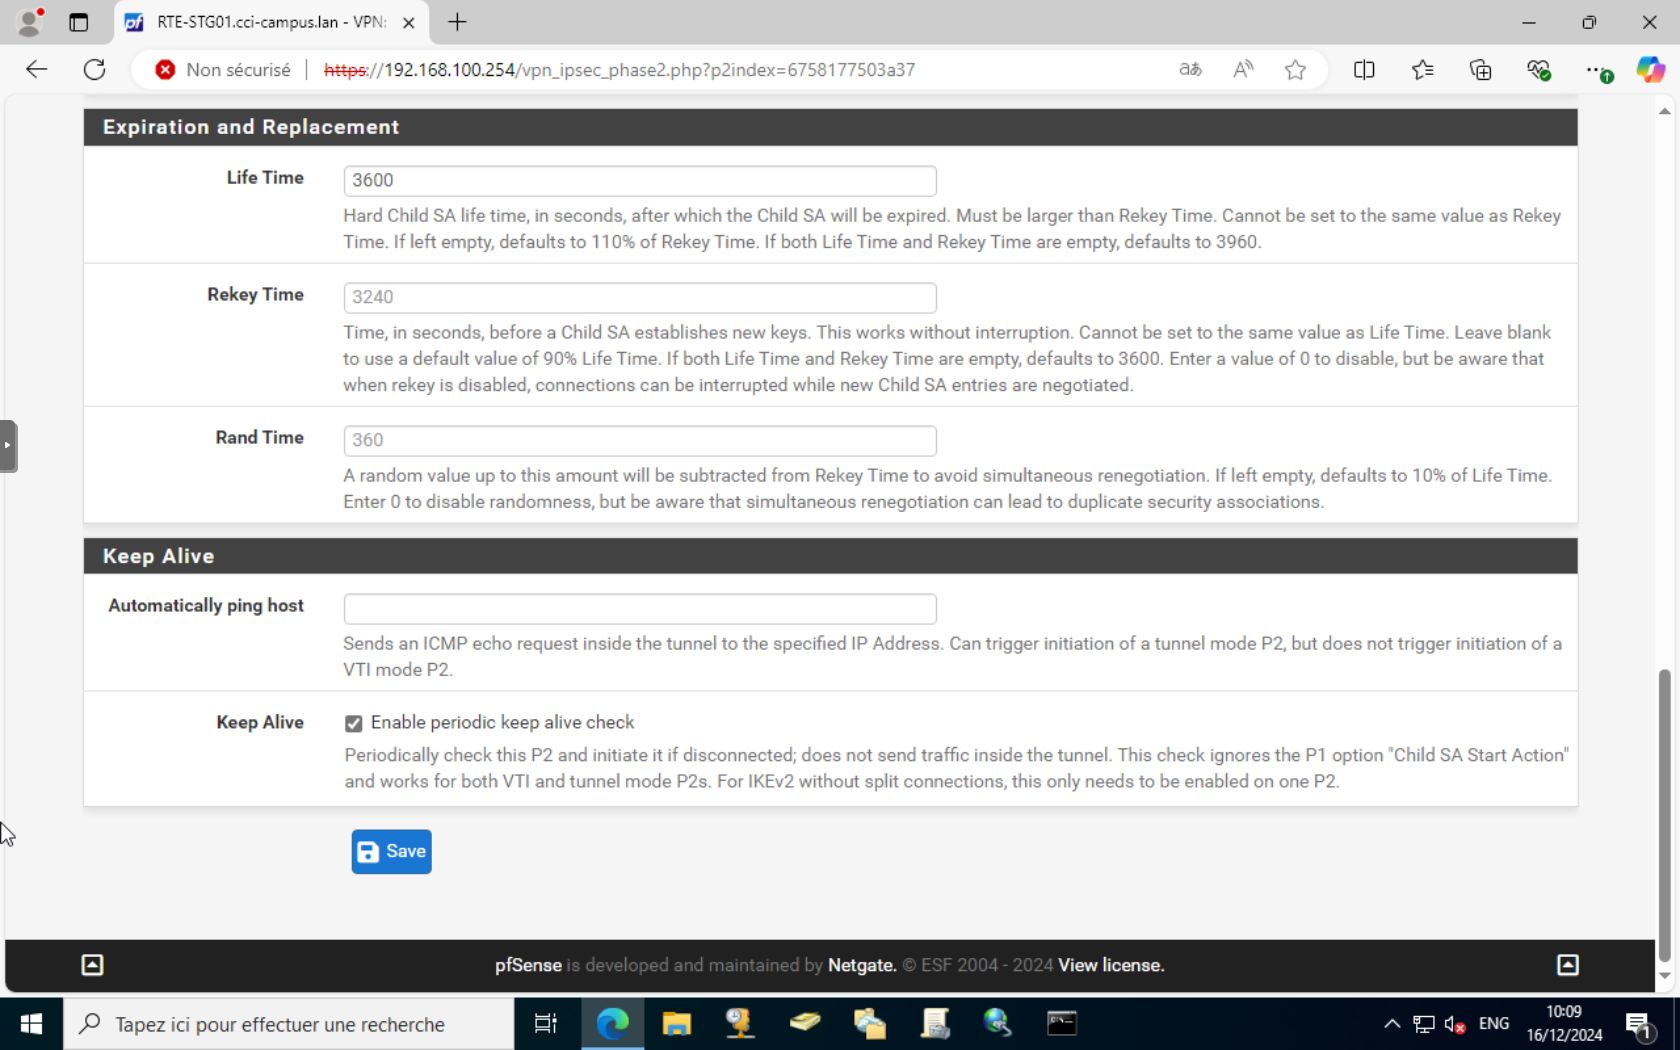 RTE-STG01.cci-campus.lan - VPN:
Non sécurisé
https://192.168.100.254/vpn_ipsec_phase2.php?p2index=6758177503a37
Expiration and Replacement
Life Time
3600
Hard Child SA life time, in seconds, after which the Child SA will be expired. Must be larger than Rekey Time. Cannot be set to the same value as Rekey
Time. If left empty, defaults to 110% of Rekey Time. If both Life Time and Rekey Time are empty, defaults to 3960.
Rekey Time
3240
Time, in seconds, before a Child SA establishes new keys. This works without interruption. Cannot be set to the same value as Life Time. Leave blank
to use a default value of 90% Life Time. If both Life Time and Rekey Time are empty, defaults to 3600. Enter a value of 0 to disable, but be aware that
when rekey is disabled, connections can be interrupted while new Child SA entries are negotiated.
Rand Time
360
A random value up to this amount will be subtracted from Rekey Time to avoid simultaneous renegotiation. If left empty, defaults to 10% of Life Time.
Enter 0 to disable randomness, but be aware that simultaneous renegotiation can lead to duplicate security associations.
Keep Alive
Automatically ping host
Sends an ICMP echo request inside the tunnel to the specified IP Address. Can trigger initiation of a tunnel mode P2, but does not trigger initiation of a
VTI mode P2.
Keep Alive
Enable periodic keep alive check
Periodically check this P2 and initiate it if disconnected; does not send traffic inside the tunnel. This check ignores the P1 option "Child SA Start Action"
and works for both VTI and tunnel mode P2s. For IKEv2 without split connections, this only needs to be enabled on one P2.
Save
pfSense is developed and maintained by Netgate. © ESF 2004 - 2024 View license.
Tapez ici pour effectuer une recherche
ENG
10:09
16/12/2024
1